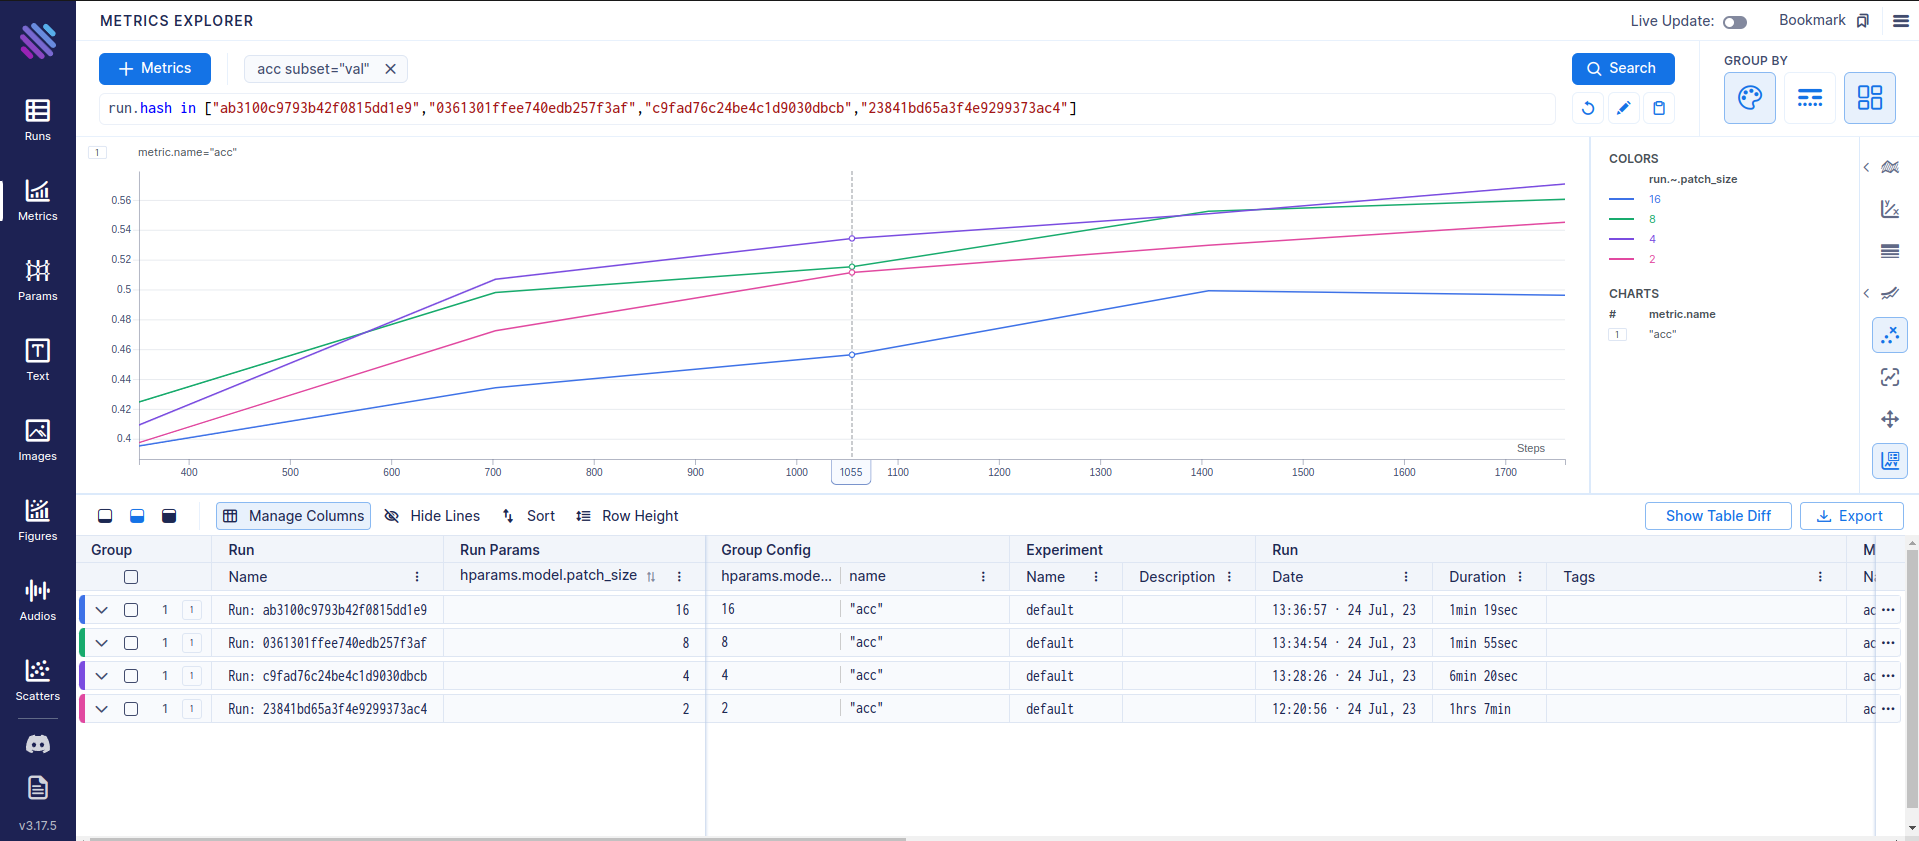 METRICS EXPLORER
Live Update:
Bookmark
Metrics
acc subset="val"
Search
GROUP BY
run.hash in ["ab3100c9793b42f0815dd1e9","0361301ffee740edb257f3af","c9fad76c24be4c1d9030dbcb","23841bd65a3f4e9299373ac4"]
Runs
Metrics
Params
Text
Images
Figures
Audios
Scatters
v3.17.5
1
metric.name="acc"
0.56
0.54
0.52
0.5
0.48
0.46
0.44
0.42
0.4
Steps
400 500 600 700 800 900 1000 1055 1100 1200 1300 1400 1500 1600 1700
COLORS
run.~.patch_size
16
8
4
2
CHARTS
# metric.name
1 "acc"
Manage Columns
Hide Lines
Sort
Row Height
Show Table Diff
Export
Group Run Run Params Group Config Experiment Run M
Name hparams.model.patch_size hparams.mode... name Name Description Date Duration Tags
1 1 Run: ab3100c9793b42f0815dd1e9 16 16 "acc" default 13:36:57 · 24 Jul, 23 1min 19sec ac
1 1 Run: 0361301ffee740edb257f3af 8 8 "acc" default 13:34:54 · 24 Jul, 23 1min 55sec ac
1 1 Run: c9fad76c24be4c1d9030dbcb 4 4 "acc" default 13:28:26 · 24 Jul, 23 6min 20sec ac
1 1 Run: 23841bd65a3f4e9299373ac4 2 2 "acc" default 12:20:56 · 24 Jul, 23 1hrs 7min ac